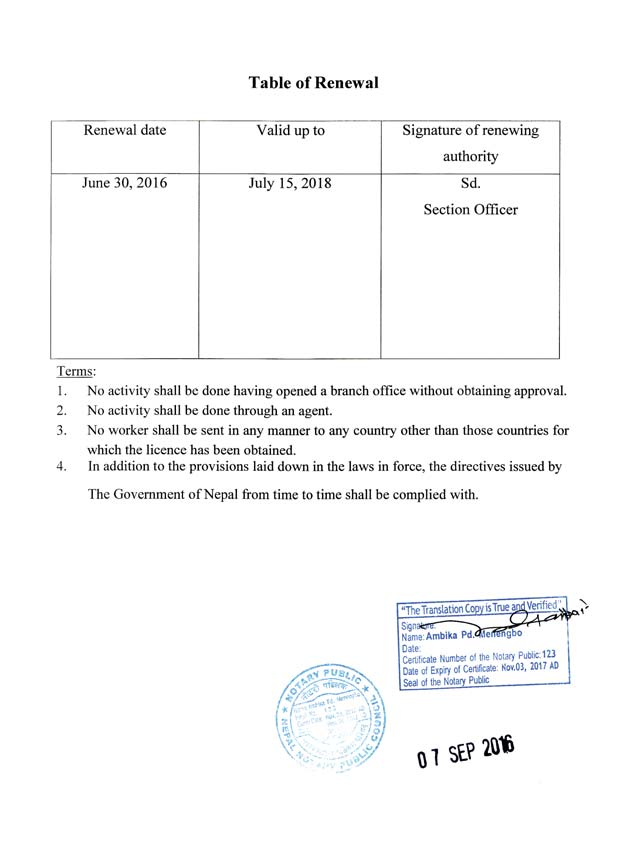 Table of Renewal
Renewal date
Valid up to
Signature of renewing
authority
June 30, 2016
July 15, 2018
Sd.
Section Officer
Terms:
1. No activity shall be done having opened a branch office without obtaining approval.
2. No activity shall be done through an agent.
3. No worker shall be sent in any manner to any country other than those countries for
which the licence has been obtained.
4. In addition to the provisions laid down in the laws in force, the directives issued by
The Government of Nepal from time to time shall be complied with.
"The Translation Copy is True and Verified"
Signature:
Name: Ambika Pd. Menengbo
Date:
Certificate Number of the Notary Public: 123
Date of Expiry of Certificate: Nov.03, 2017 AD
Seal of the Notary Public
NOTARY PUBLIC
NEPAL NOTARY PUBLIC COUNCIL
07 SEP 2016